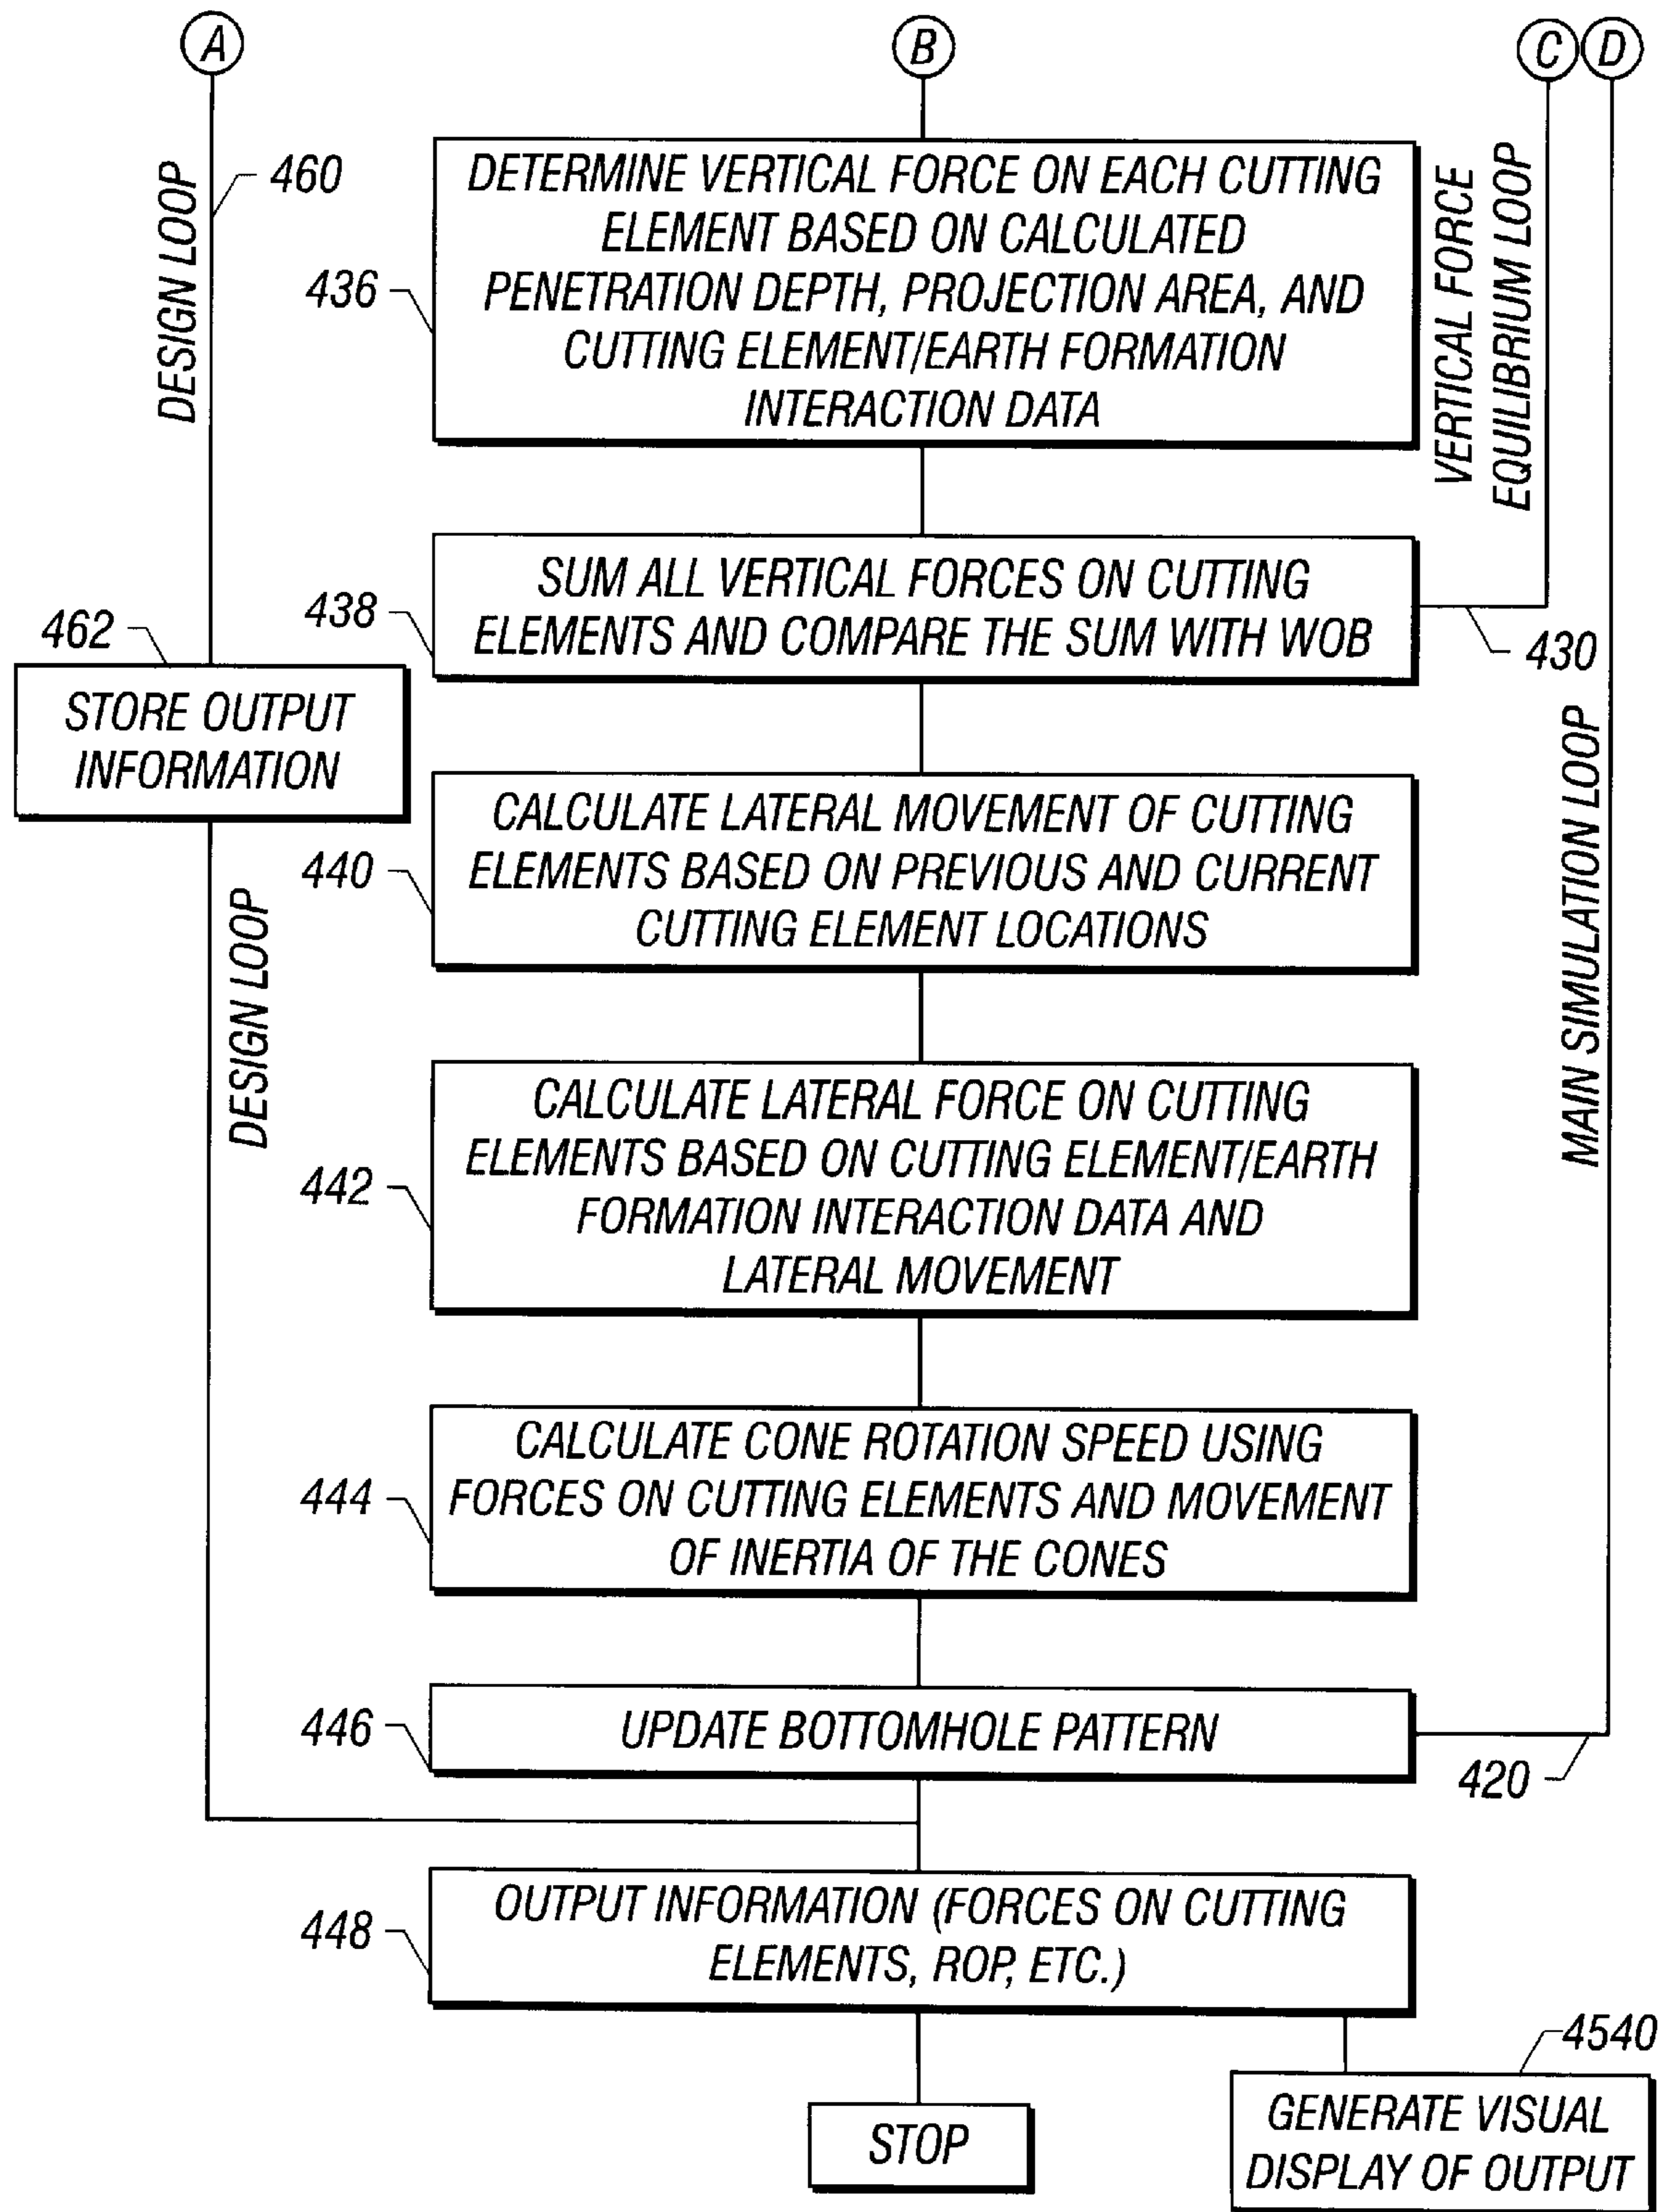 A
B
C
D
DESIGN LOOP
460
436
DETERMINE VERTICAL FORCE ON EACH CUTTING
ELEMENT BASED ON CALCULATED
PENETRATION DEPTH, PROJECTION AREA, AND
CUTTING ELEMENT/EARTH FORMATION
INTERACTION DATA
VERTICAL FORCE
EQUILIBRIUM LOOP
438
SUM ALL VERTICAL FORCES ON CUTTING
ELEMENTS AND COMPARE THE SUM WITH WOB
430
462
STORE OUTPUT
INFORMATION
MAIN SIMULATION LOOP
440
CALCULATE LATERAL MOVEMENT OF CUTTING
ELEMENTS BASED ON PREVIOUS AND CURRENT
CUTTING ELEMENT LOCATIONS
DESIGN LOOP
442
CALCULATE LATERAL FORCE ON CUTTING
ELEMENTS BASED ON CUTTING ELEMENT/EARTH
FORMATION INTERACTION DATA AND
LATERAL MOVEMENT
444
CALCULATE CONE ROTATION SPEED USING
FORCES ON CUTTING ELEMENTS AND MOVEMENT
OF INERTIA OF THE CONES
446
UPDATE BOTTOMHOLE PATTERN
420
448
OUTPUT INFORMATION (FORCES ON CUTTING
ELEMENTS, ROP, ETC.)
4540
STOP
GENERATE VISUAL
DISPLAY OF OUTPUT